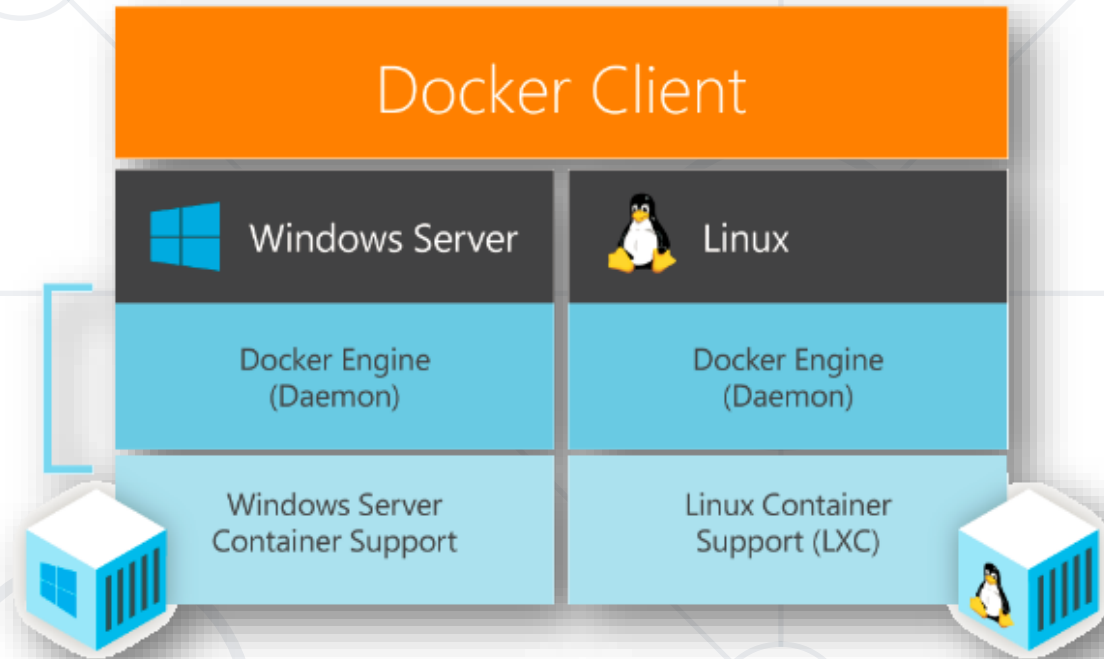 Docker Client
Windows Server
Linux
Docker Engine
(Daemon)
Docker Engine
(Daemon)
Windows Server
Container Support
Linux Container
Support (LXC)